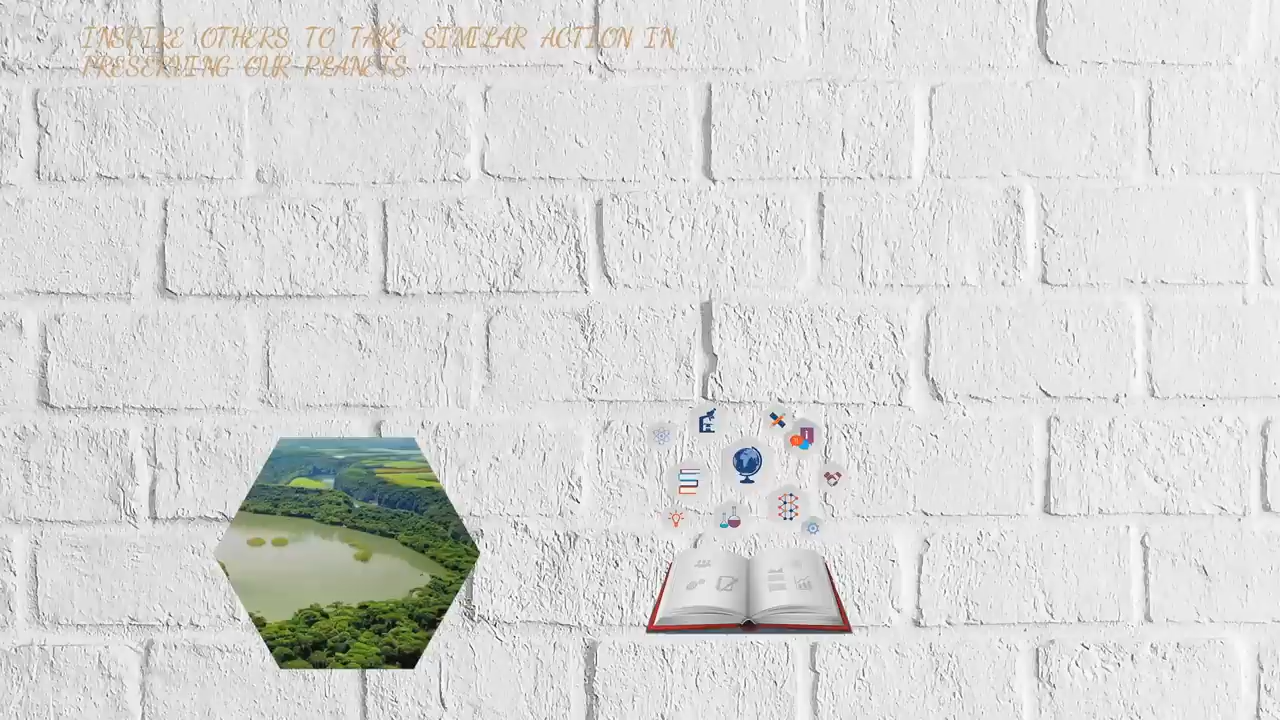 INSPIRE OTHERS TO TAKE SIMILAR ACTION IN
PRESERVING OUR PLANETS